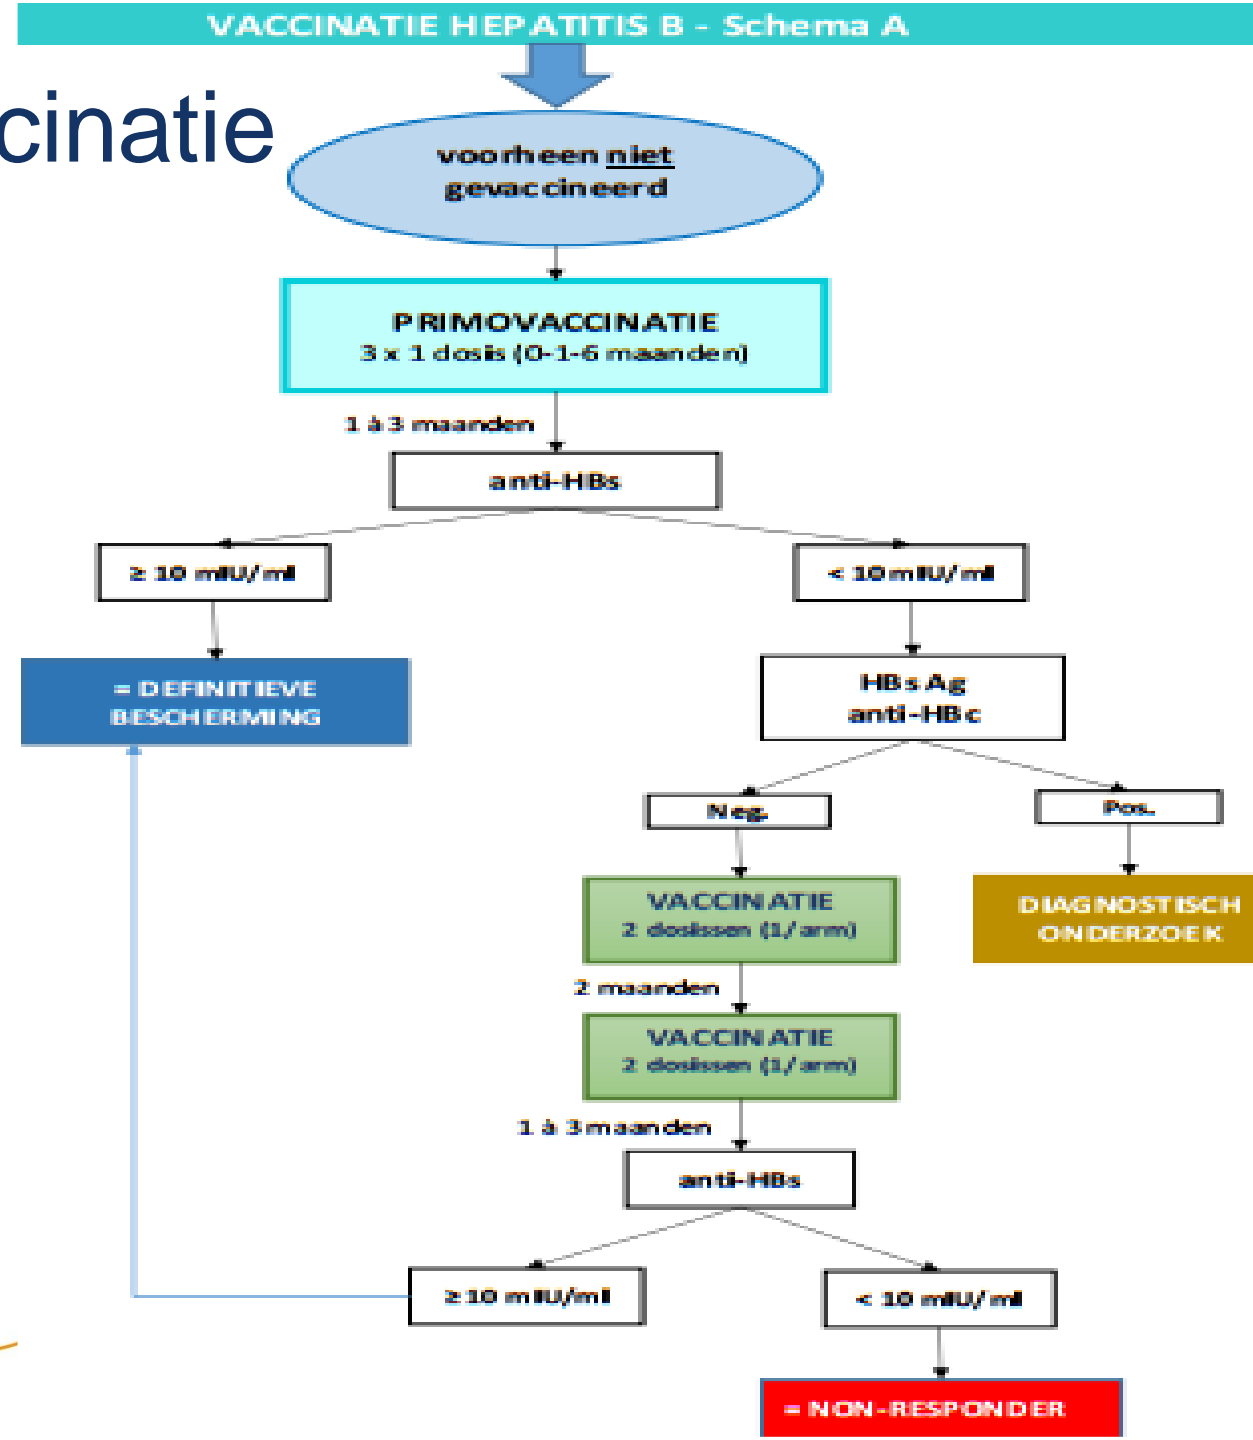 VACCINATIE HEPATITIS B - Schema A
cinatie
voorheen niet
gevaccineerd
PRIMOVACCINATIE
3 x 1 dosis (0-1-6 maanden)
1 à 3 maanden
anti-HBs
≥ 10 mIU/ml
< 10 mIU/ml
= DEFINITIEVE
BESCHERMING
HBsAg
anti-HBc
Neg.
Pos.
VACCINATIE
2 dosissen (1/arm)
DIAGNOSTISCH
ONDERZOEK
2 maanden
VACCINATIE
2 dosissen (1/arm)
1 à 3 maanden
anti-HBs
≥ 10 mIU/ml
< 10 mIU/ml
= NON-RESPONDER